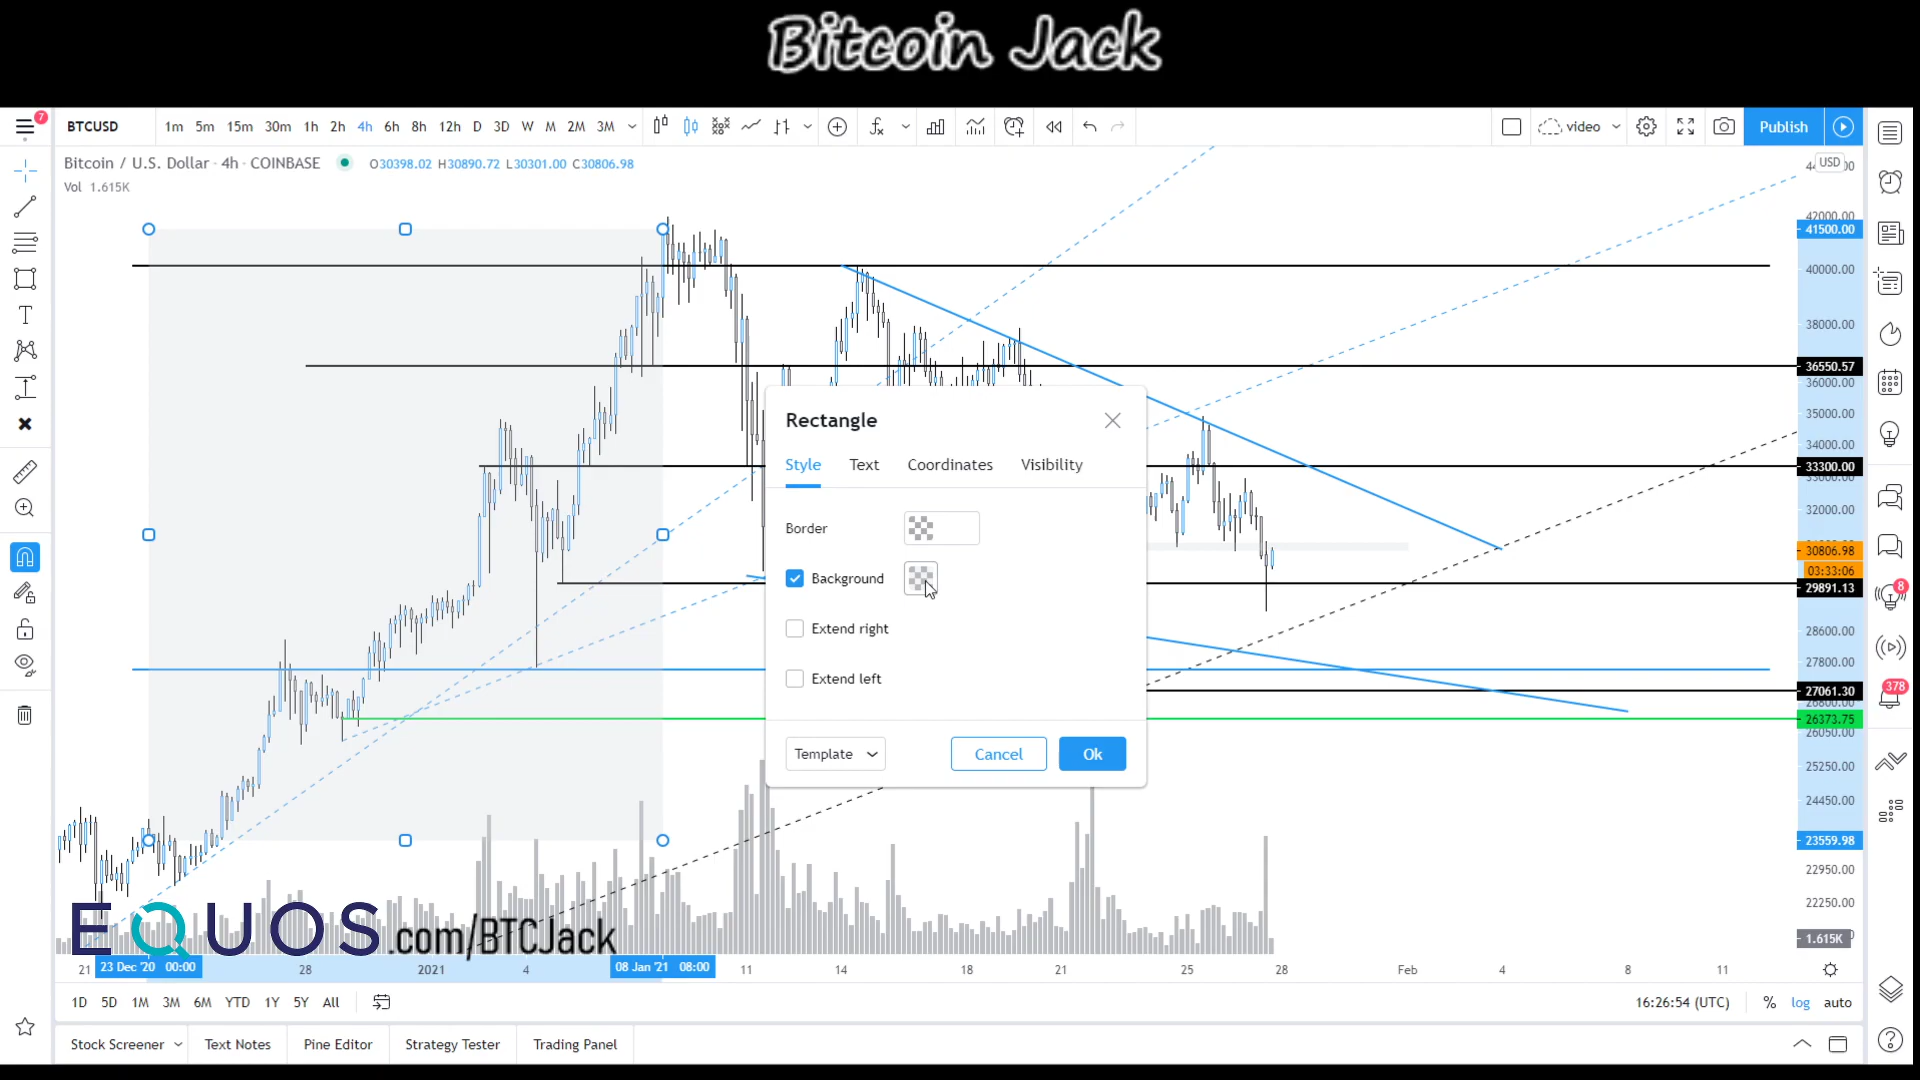 Bitcoin Jack
7
BTCUSD 1m 5m 15m 30m 1h 2h 4h 6h 8h 12h D 3D W M 2M 3M video Publish
Bitcoin / U.S. Dollar · 4h · COINBASE O30398.02 H30890.72 L30301.00 C30806.98
USD
Vol 1.615K
42000.00
41500.00
40000.00
38000.00
36550.57
36000.00
35000.00
34000.00
33300.00
33000.00
32000.00
30806.98
03:33:06
29891.13
28600.00
27800.00
27061.30
26800.00
26373.75
26050.00
25250.00
24450.00
23559.98
22950.00
22250.00
1.615K
8
378
Rectangle
Style Text Coordinates Visibility
Border
Background
Extend right
Extend left
Template Cancel Ok
EQUOS.com/BTCJack
21 23 Dec '20 00:00 28 2021 4 08 Jan '21 08:00 11 14 18 21 25 28 Feb 4 8 11
1D 5D 1M 3M 6M YTD 1Y 5Y All 16:26:54 (UTC) % log auto
Stock Screener Text Notes Pine Editor Strategy Tester Trading Panel